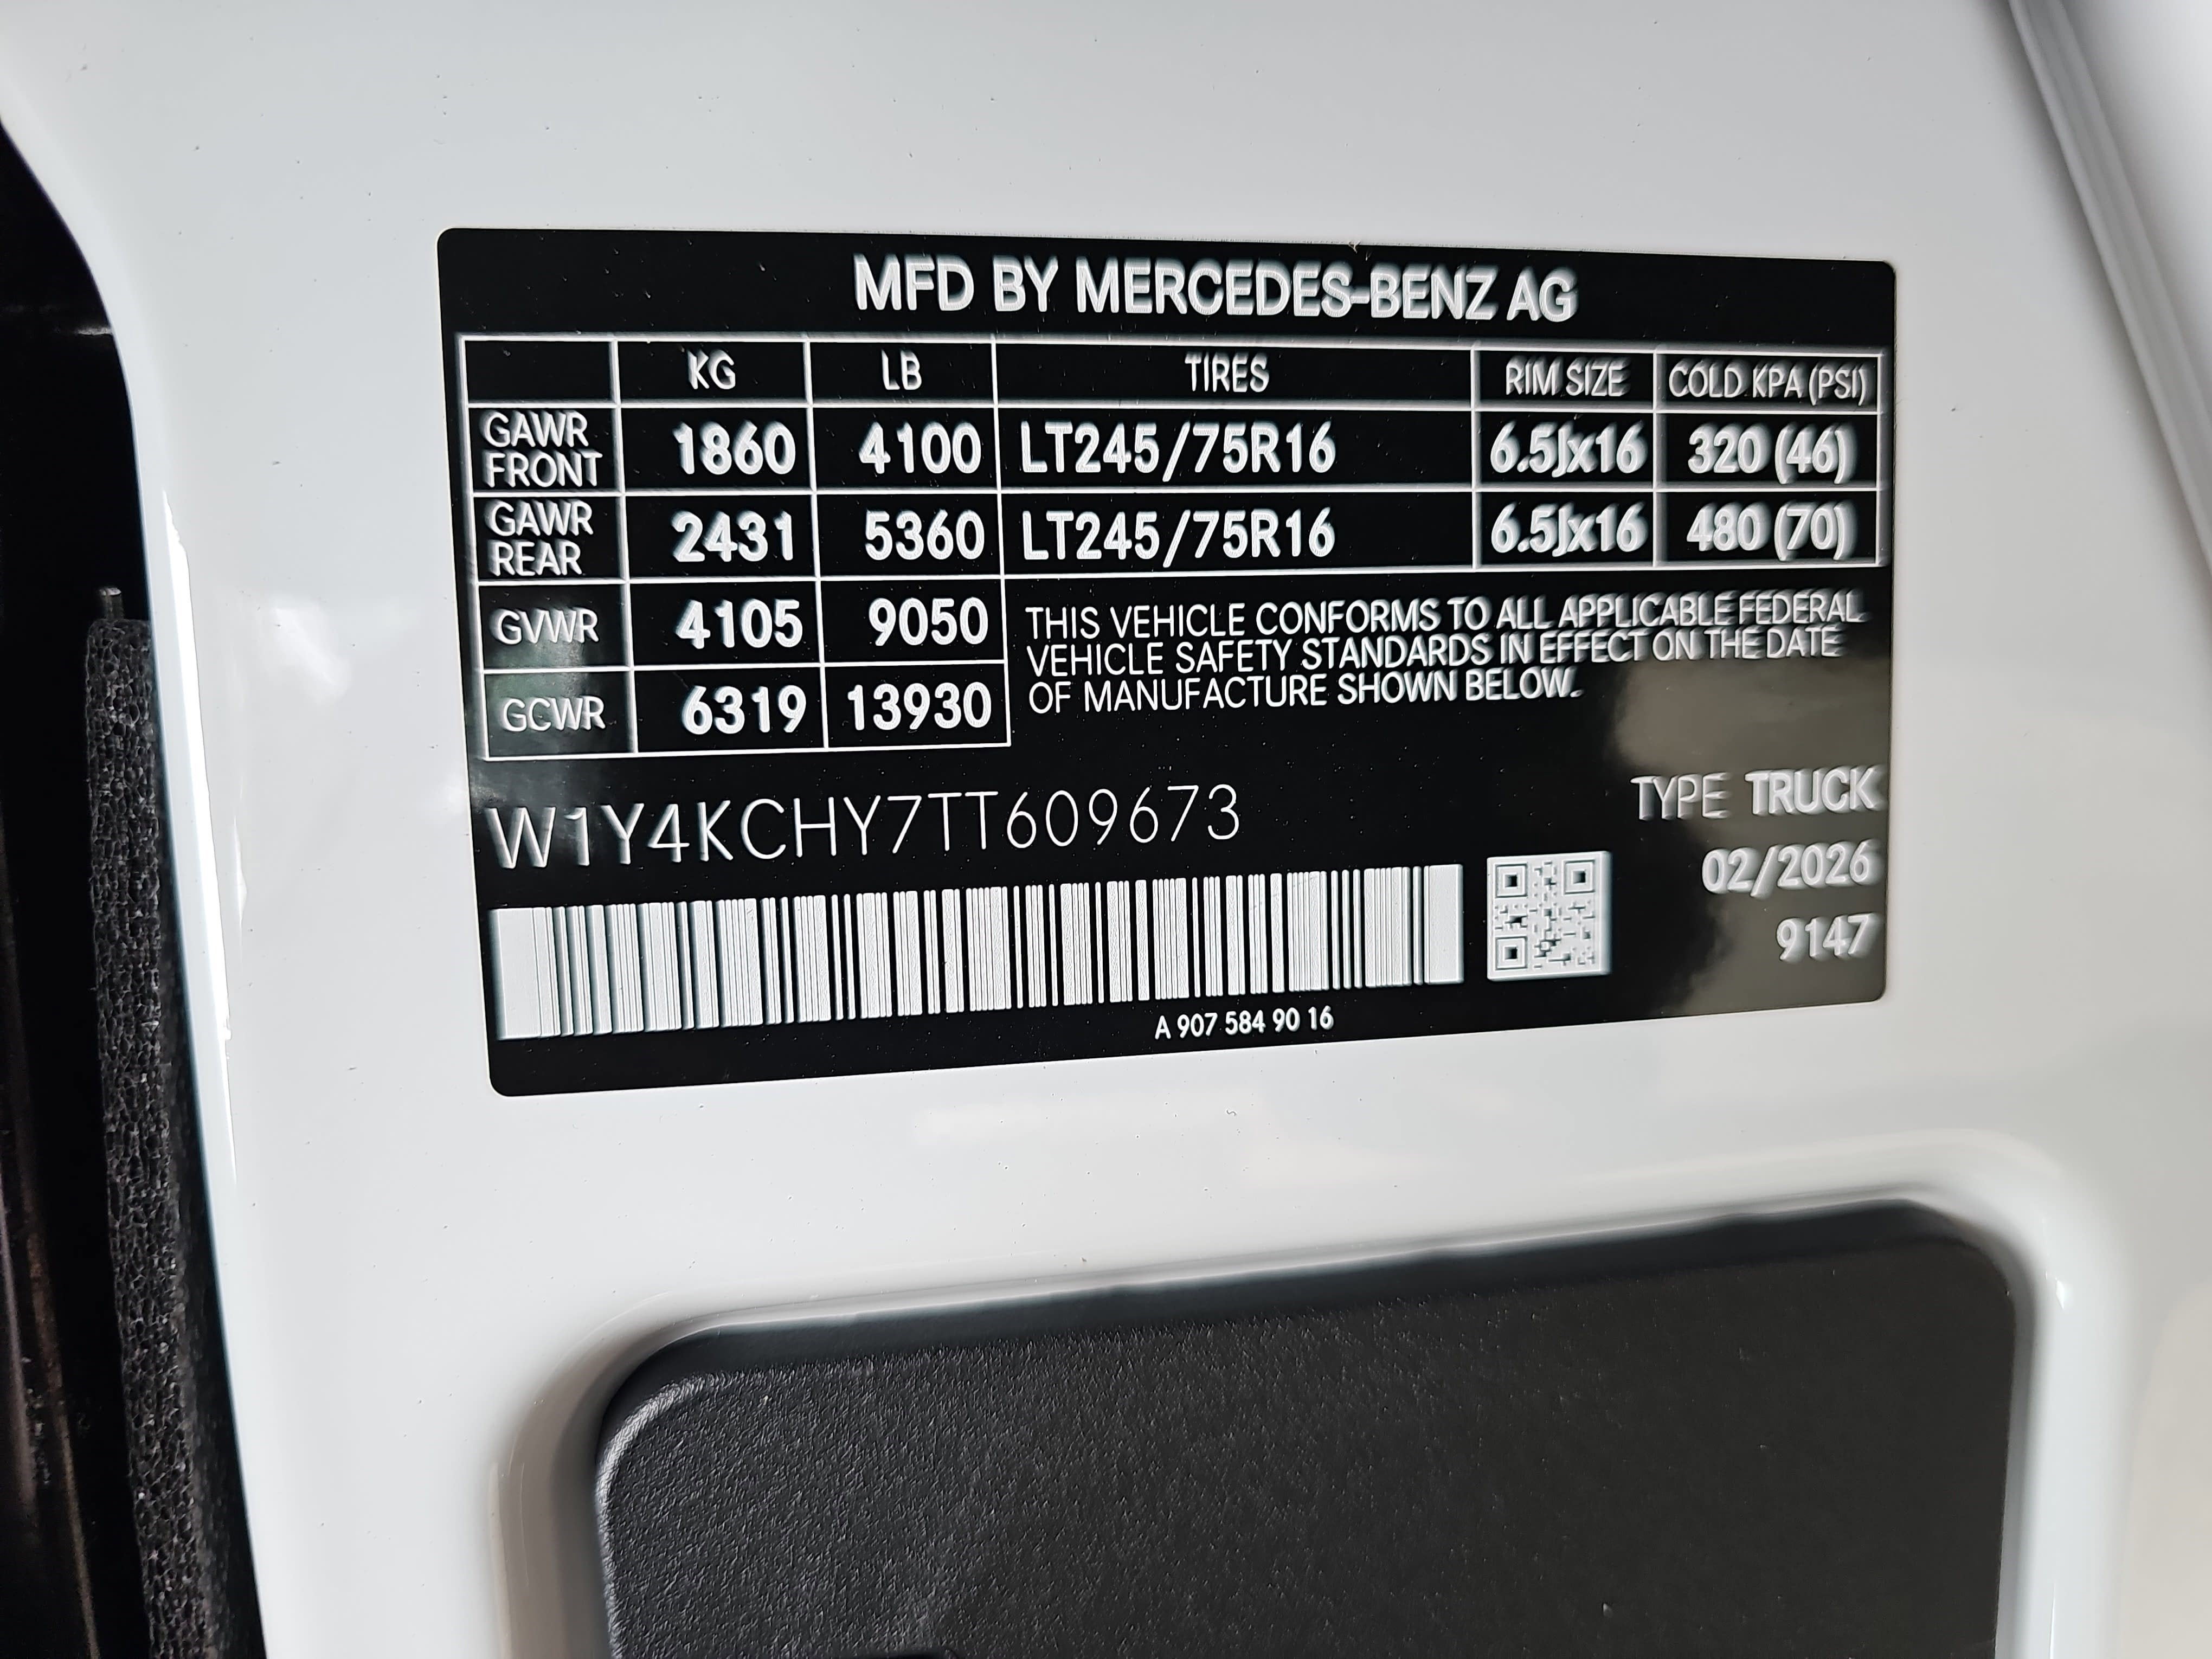 MFD BY MERCEDES-BENZ AG
KG LB TIRES RIM SIZE COLD KPA (PSI)
GAWR FRONT 1860 4100 LT245/75R16 6.5Jx16 320 (46)
GAWR REAR 2431 5360 LT245/75R16 6.5Jx16 480 (70)
GVWR 4105 9050
GCWR 6319 13930
THIS VEHICLE CONFORMS TO ALL APPLICABLE FEDERAL
VEHICLE SAFETY STANDARDS IN EFFECT ON THE DATE
OF MANUFACTURE SHOWN BELOW.
W1Y4KCHY7TT609673
TYPE TRUCK
02/2026
9147
A 907 584 90 16